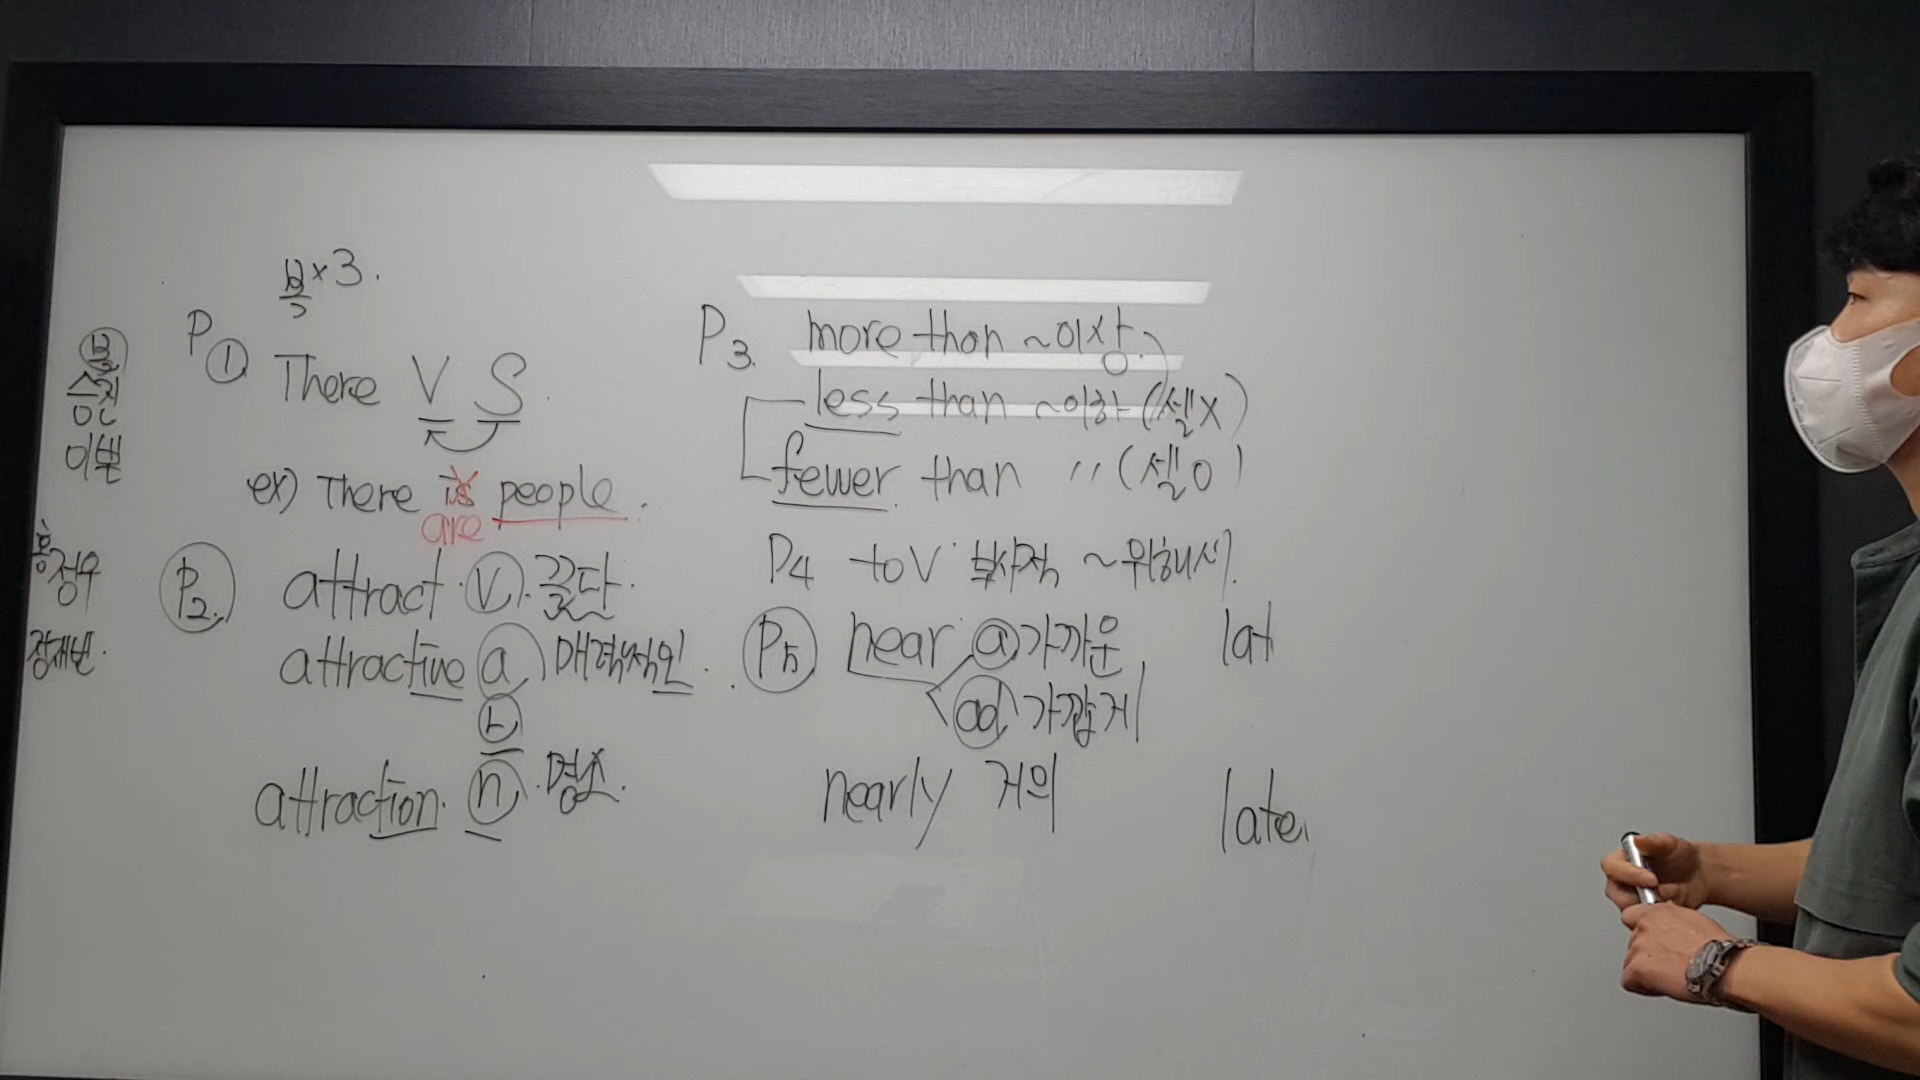 ×3.
P① There V S
ex) There is people.
are
P2. attract ⓥ. 끌다.
attractive ⓐ 매력적인.
ⓝ
attraction. ⓝ. 명소.
P3. more than ~이상.
less than ~이하 (셀X)
fewer than 〃 (셀O)
P4 to V 부사적 ~위해서.
P5 near ⓐ 가까운
ad 가깝게
nearly 거의
lat
late
정우